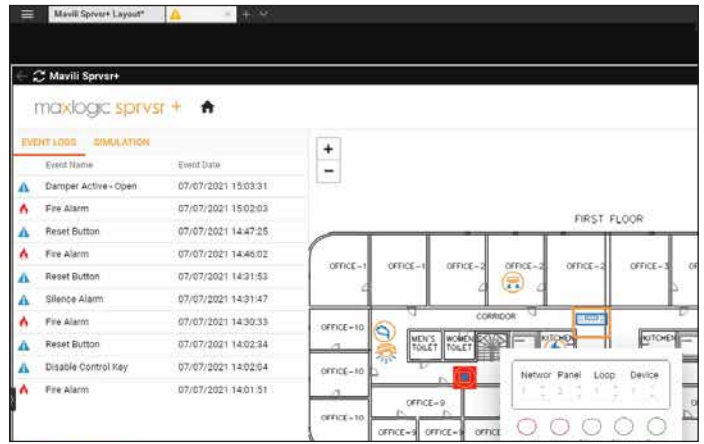 Mavili Sprvsr+ Layout*
Mavili Sprvsr+
maxlogic sprvsr +
EVENT LOGS SIMULATION
Event Name Event Date
Damper Active - Open 07/07/2021 15:03:31
Fire Alarm 07/07/2021 15:02:03
Reset Button 07/07/2021 14:47:25
Fire Alarm 07/07/2021 14:46:02
Reset Button 07/07/2021 14:31:53
Silence Alarm 07/07/2021 14:31:47
Fire Alarm 07/07/2021 14:30:33
Reset Button 07/07/2021 14:02:34
Disable Control Key 07/07/2021 14:02:04
Fire Alarm 07/07/2021 14:01:51
+
−
FIRST FLOOR
OFFICE-1 OFFICE-1 OFFICE-2 OFFICE-2 OFFICE-2 OFFICE-3 OF
CORRIDOR
OFFICE-10 MEN'S TOILET WOMEN TOILET KITCHEN KITCHEN
OFFICE-10
OFFICE-9
OFFICE-10
OFFICE-9 OFFICE-9 OFFICE
Networ Panel Loop Device
1 2 1 1